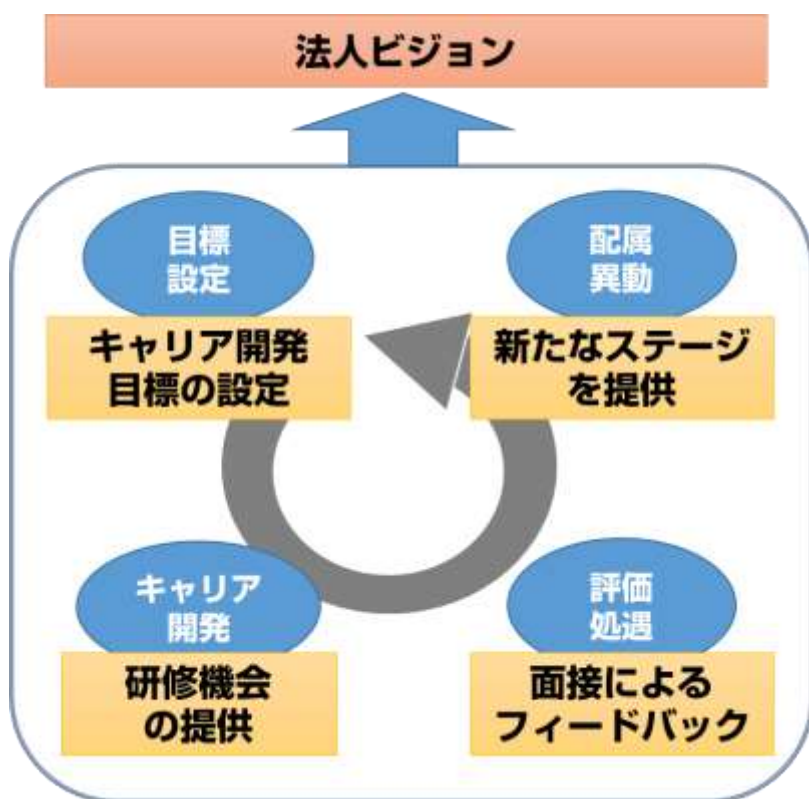 法人ビジョン
目標
設定
キャリア開発
目標の設定
配属
異動
新たなステージ
を提供
キャリア
開発
研修機会
の提供
評価
処遇
面接による
フィードバック